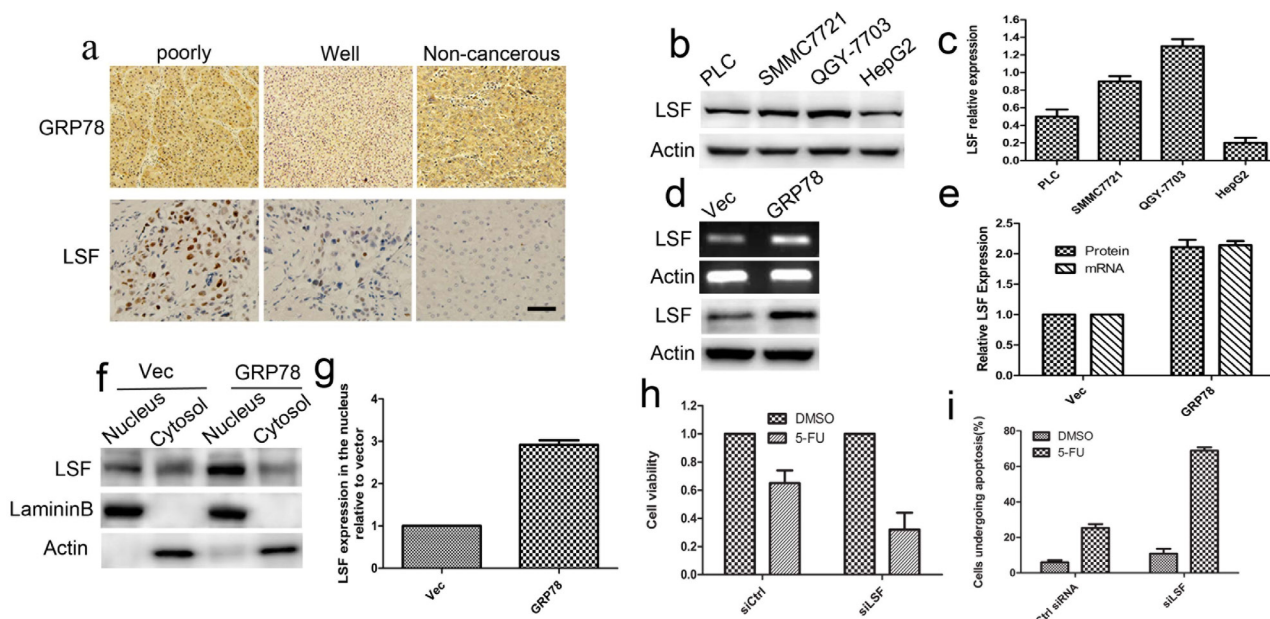 a
poorly Well Non-cancerous
GRP78
LSF
b
PLC SMMC7721 QGY-7703 HepG2
LSF
Actin
c
LSF relative expression
1.6
1.4
1.2
1.0
0.8
0.6
0.4
0.2
0.0
PLC SMMC7721 QGY-7703 HepG2
d
Vec GRP78
LSF
Actin
LSF
Actin
e
Relative LSF Expression
Protein
mRNA
2.5
2.0
1.5
1.0
0.5
0.0
Vec GRP78
f
Vec GRP78
Nucleus Cytosol Nucleus Cytosol
LSF
LamininB
Actin
g
LSF expression in the nucleus
relative to vector
4
3
2
1
0
Vec GRP78
h
Cell viability
DMSO
5-FU
1.2
1.0
0.8
0.6
0.4
0.2
0.0
siCtrl siLSF
i
Cells undergoing apoptosis(%)
DMSO
5-FU
80
60
40
20
0
Ctrl siRNA siLSF